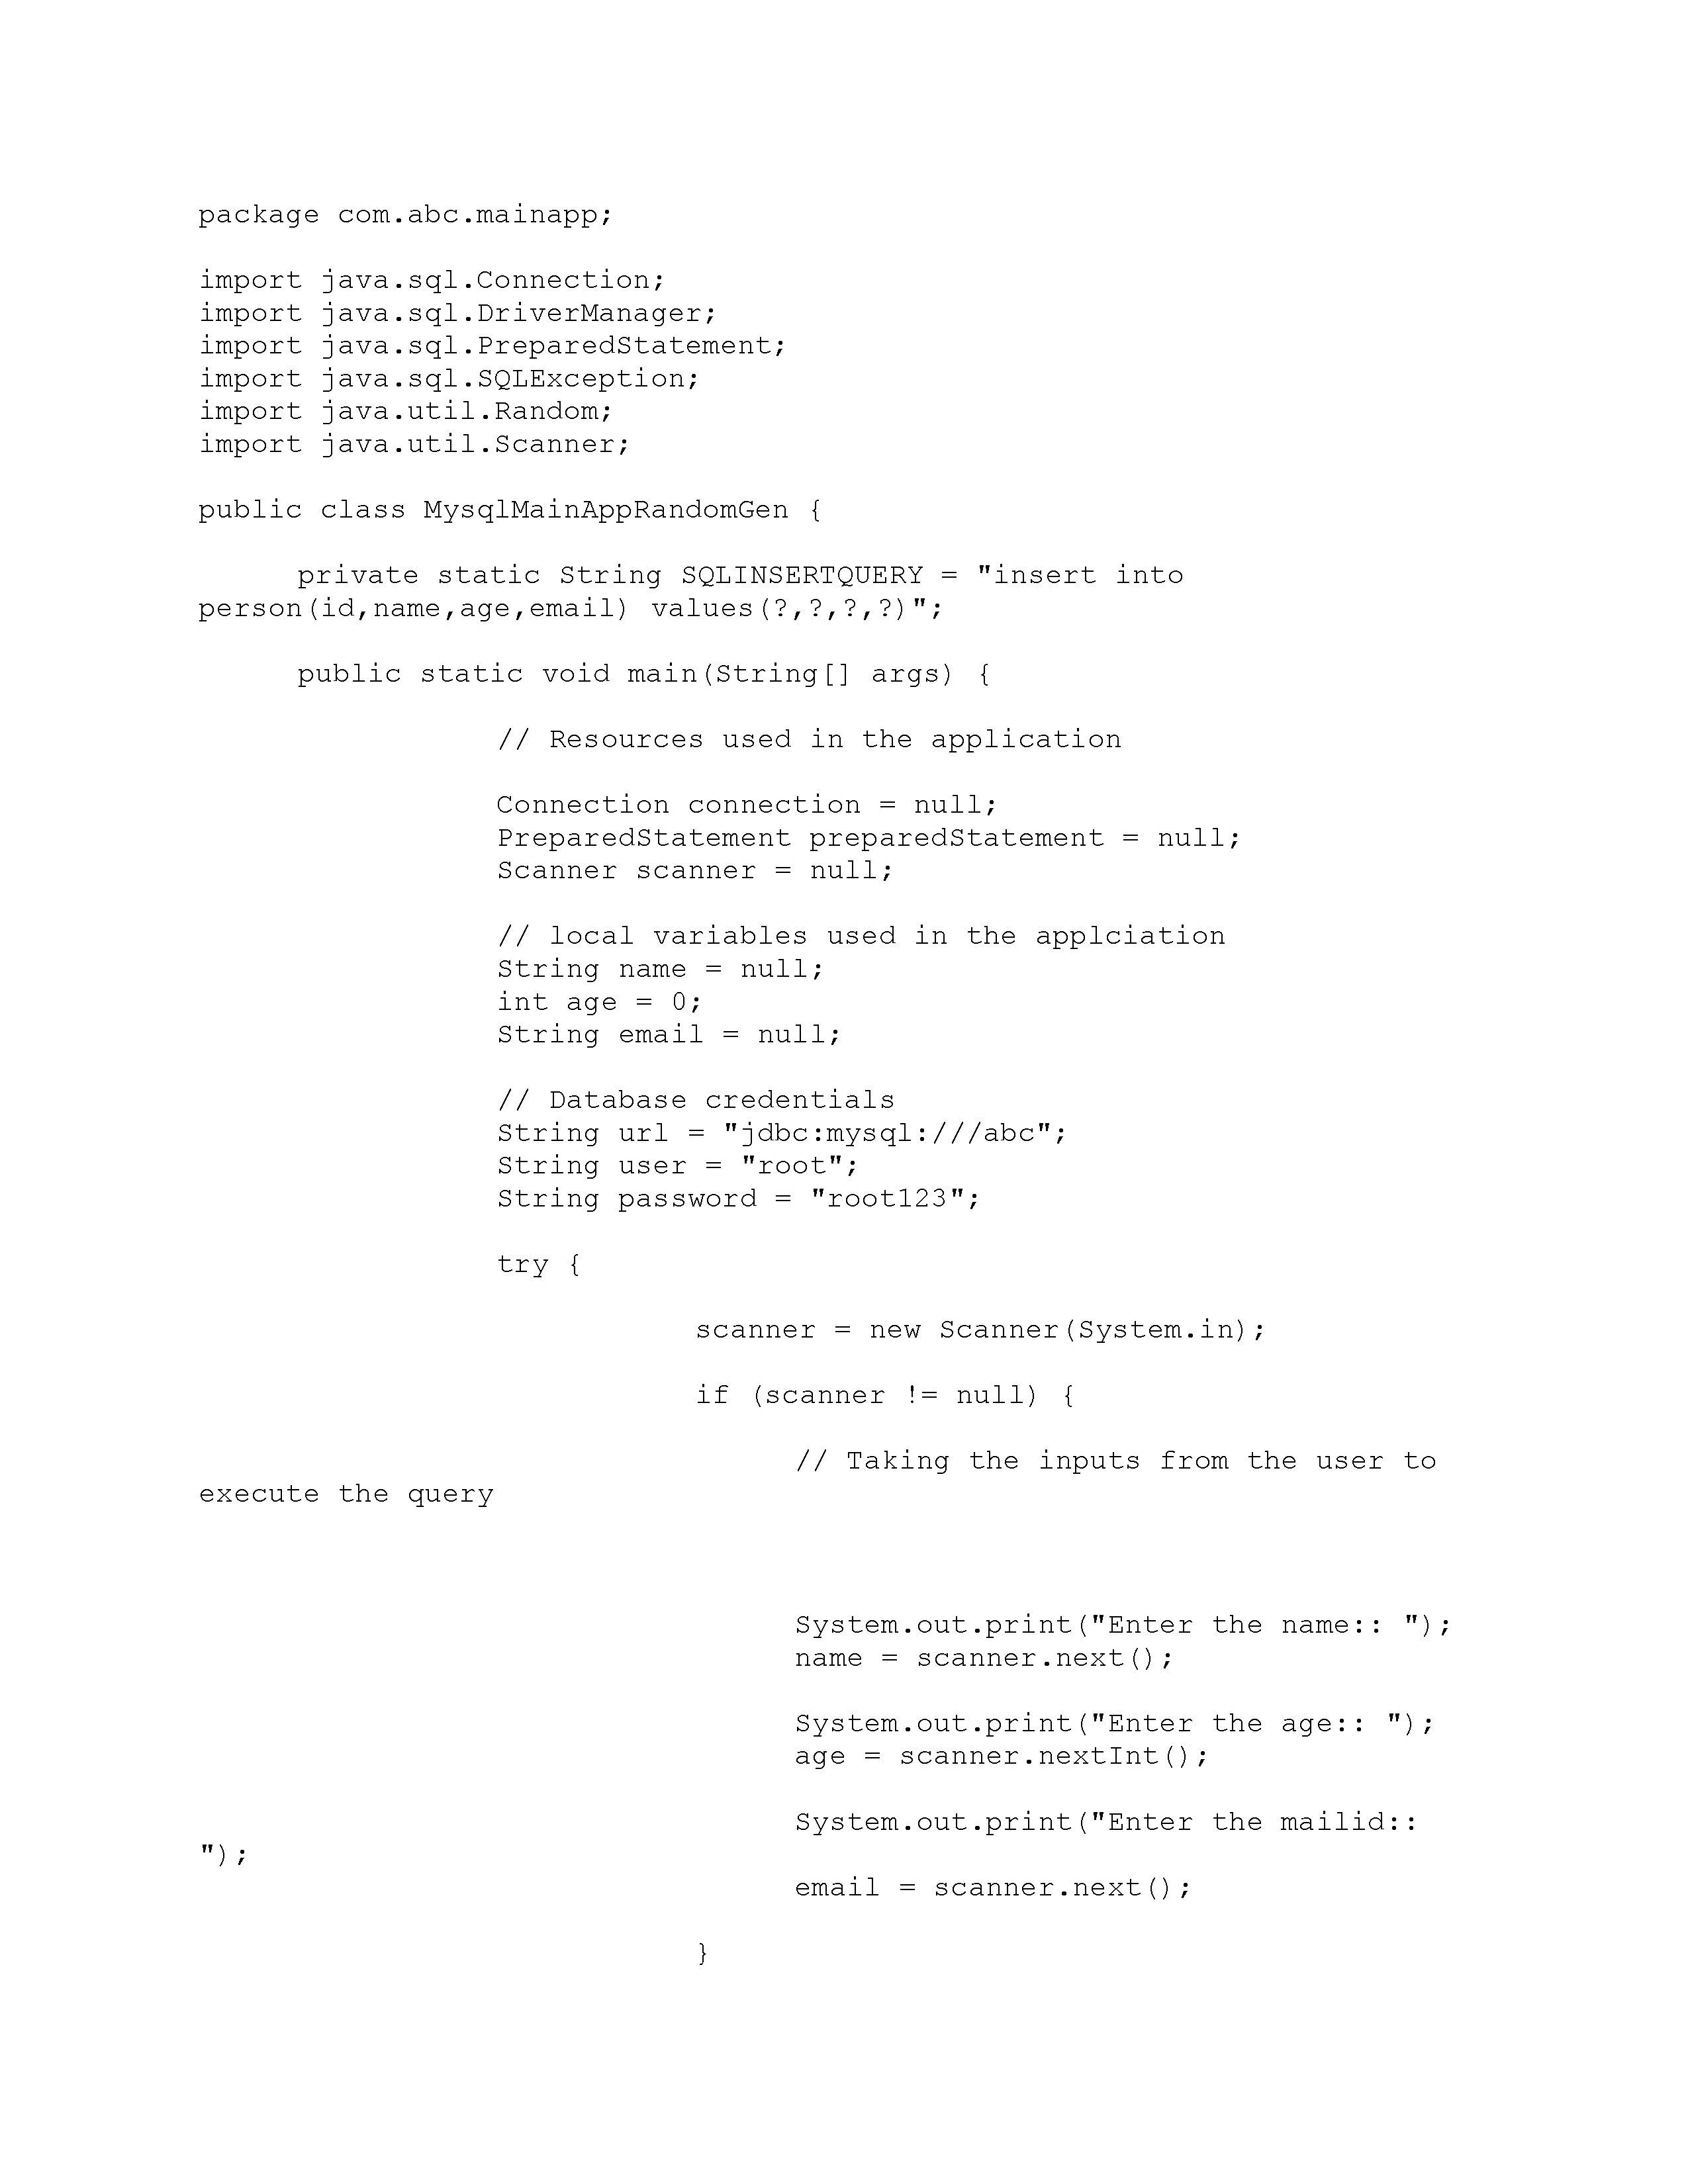 package com.abc.mainapp;
import java.sql.Connection;
import java.sql.DriverManager;
import java.sql.PreparedStatement;
import java.sql.SQLException;
import java.util.Random;
import java.util.Scanner;
public class MysqlMainAppRandomGen {
private static String SQLINSERTQUERY = "insert into
person(id,name,age,email) values(?,?,?,?)";
public static void main(String[] args) {
// Resources used in the application
Connection connection = null;
PreparedStatement preparedStatement = null;
Scanner scanner = null;
// local variables used in the applciation
String name = null;
int age = 0;
String email = null;
// Database credentials
String url = "jdbc:mysql:///abc";
String user = "root";
String password = "root123";
try {
scanner = new Scanner(System.in);
if (scanner != null) {
// Taking the inputs from the user to
execute the query
System.out.print("Enter the name:: ");
name = scanner.next();
System.out.print("Enter the age:: ");
age = scanner.nextInt();
System.out.print("Enter the mailid::
");
email = scanner.next();
}